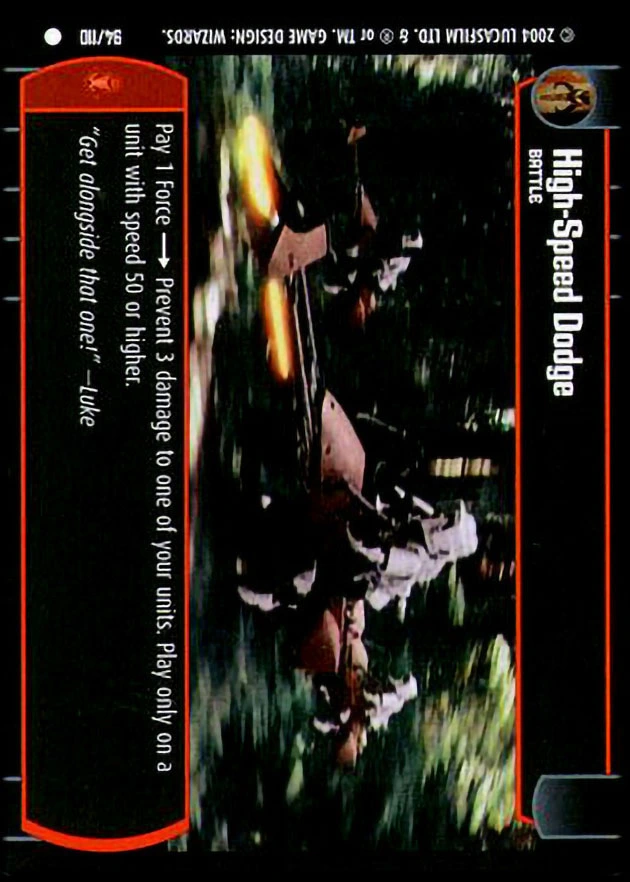 High-Speed Dodge
BATTLE
Pay 1 Force → Prevent 3 damage to one of your units. Play only on a
unit with speed 50 or higher.
"Get alongside that one!" —Luke
© 2004 LUCASFILM LTD. & ® or TM. GAME DESIGN: WIZARDS.
94/110